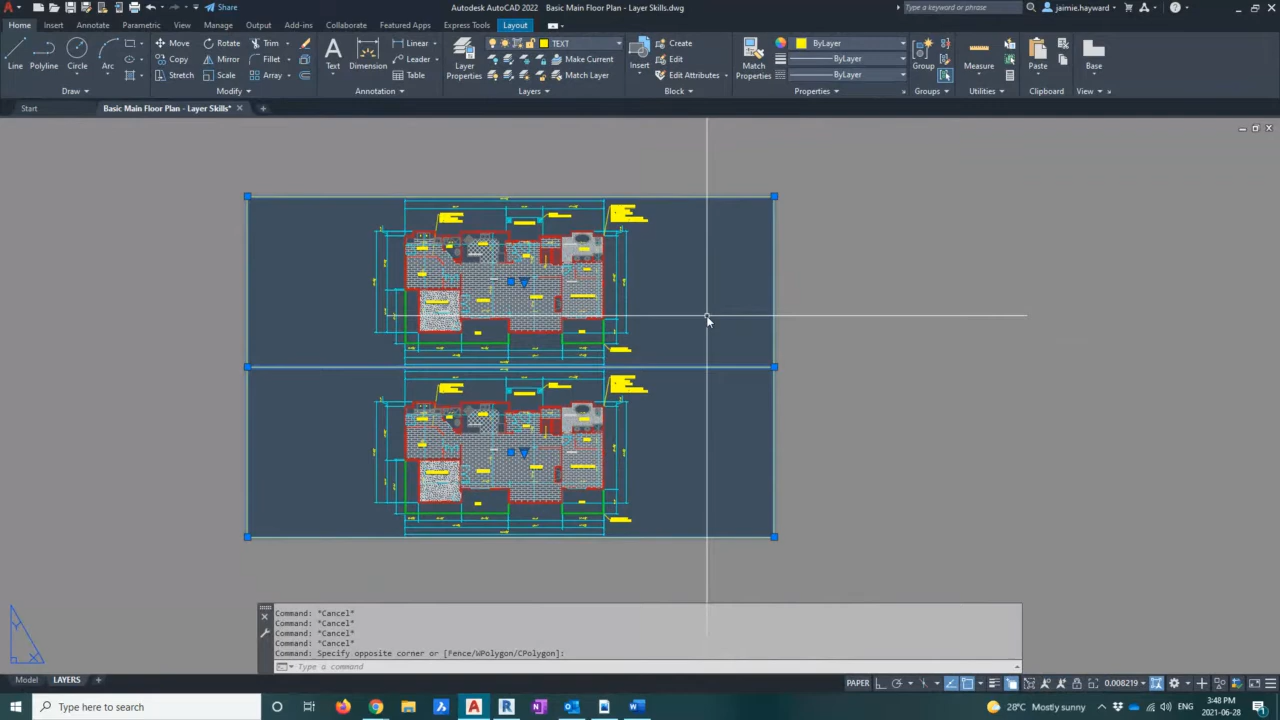 Share
Autodesk AutoCAD 2022 Basic Main Floor Plan - Layer Skills.dwg
Type a keyword or phrase
jaimie.hayward
Home Insert Annotate Parametric View Manage Output Add-ins Collaborate Featured Apps Express Tools Layout
Line Polyline Circle Arc
Move Rotate Trim
Copy Mirror Fillet
Stretch Scale Array
Text Dimension
Linear
Leader
Table
Layer Properties
TEXT
Make Current
Match Layer
Insert
Create
Edit
Edit Attributes
Match Properties
ByLayer
ByLayer
ByLayer
Group
Measure
Paste
Base
Draw Modify Annotation Layers Block Properties Groups Utilities Clipboard View
Start Basic Main Floor Plan - Layer Skills*
Command: *Cancel*
Command: *Cancel*
Command: *Cancel*
Command: *Cancel*
Command: Specify opposite corner or [Fence/WPolygon/CPolygon]:
Type a command
Model LAYERS
PAPER
0.008219
Type here to search
28°C Mostly sunny
3:48 PM
2021-06-28